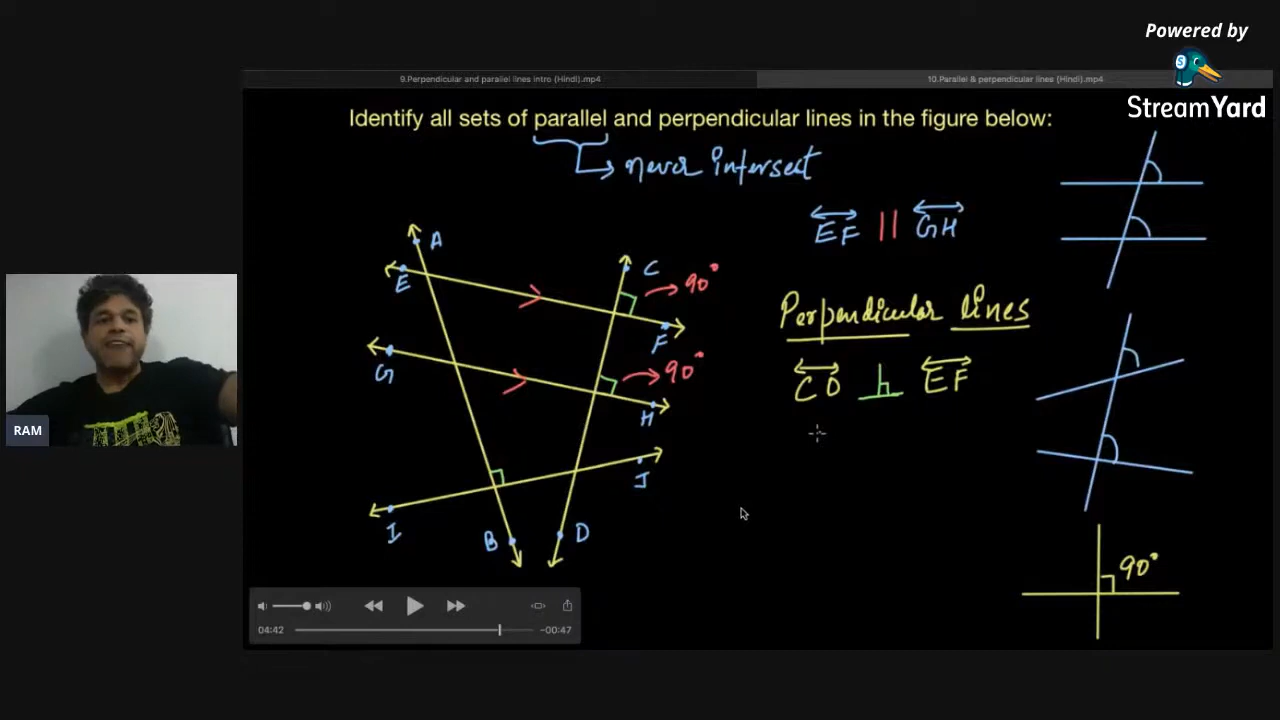 Powered by
StreamYard
9.Perpendicular and parallel lines intro (Hindi).mp4
10.Parallel & perpendicular lines (Hindi).mp4
Identify all sets of parallel and perpendicular lines in the figure below:
never intersect
EF || GH
A
E
C
90°
F
Perpendicular lines
G
90°
H
CD ⊥ EF
J
I
B
D
90°
RAM
04:42
−00:47